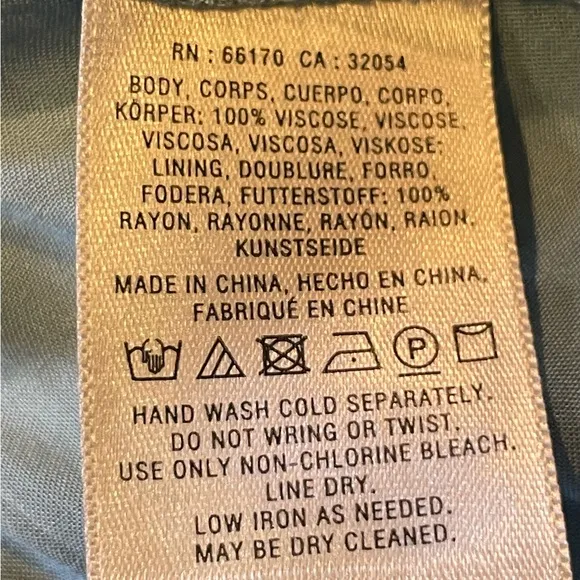 RN : 66170 CA : 32054
BODY, CORPS, CUERPO, CORPO,
KÖRPER: 100% VISCOSE, VISCOSE,
VISCOSA, VISCOSA, VISKOSE;
LINING, DOUBLURE, FORRO,
FODERA, FUTTERSTOFF: 100%
RAYON, RAYONNE, RAYÓN, RAION,
KUNSTSEIDE
MADE IN CHINA, HECHO EN CHINA,
FABRIQUÉ EN CHINE
P
HAND WASH COLD SEPARATELY.
DO NOT WRING OR TWIST.
USE ONLY NON-CHLORINE BLEACH.
LINE DRY.
LOW IRON AS NEEDED.
MAY BE DRY CLEANED.